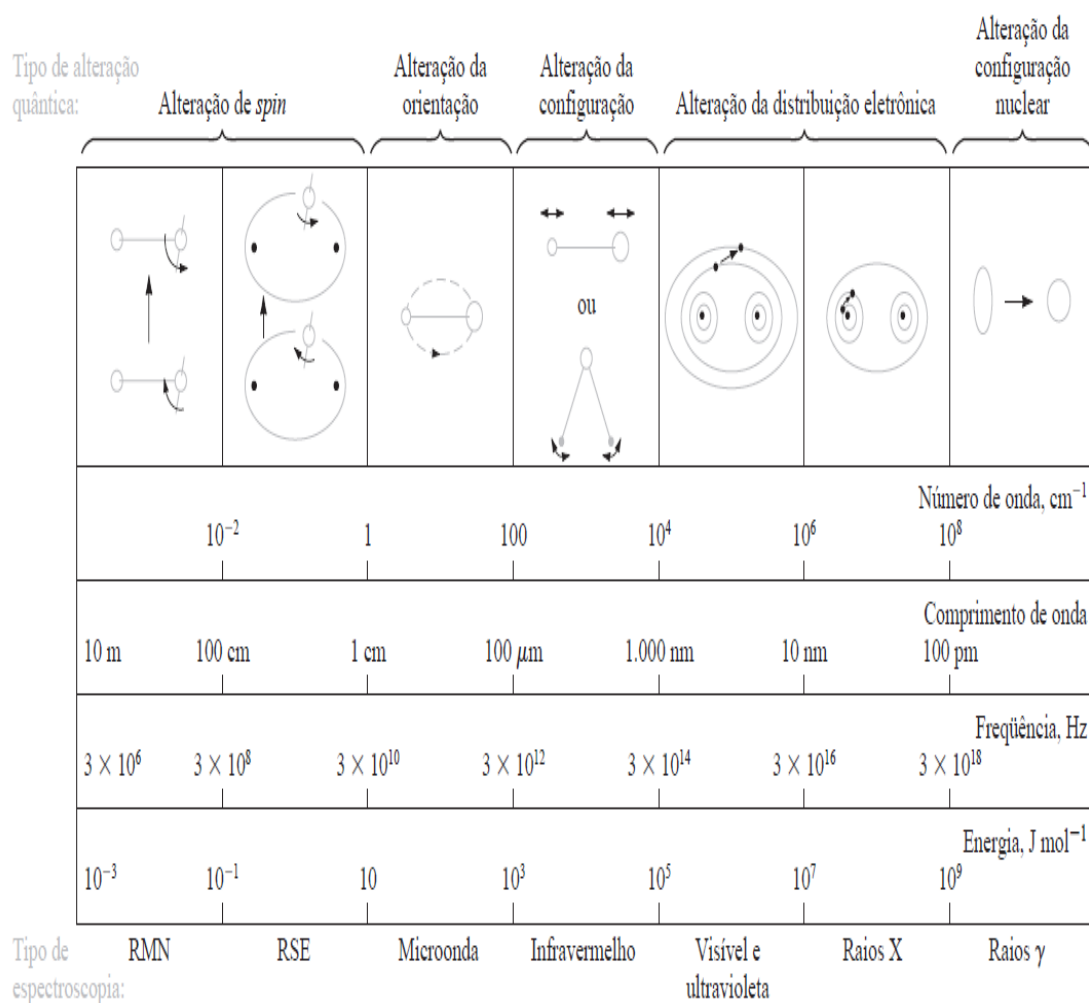 Tipo de alteração
quântica:
Alteração de spin
Alteração da
orientação
Alteração da
configuração
Alteração da distribuição eletrônica
Alteração da
configuração
nuclear
ou
Número de onda, cm⁻¹
10⁻² 1 100 10⁴ 10⁶ 10⁸
Comprimento de onda
10 m 100 cm 1 cm 100 μm 1.000 nm 10 nm 100 pm
Freqüência, Hz
3 × 10⁶ 3 × 10⁸ 3 × 10¹⁰ 3 × 10¹² 3 × 10¹⁴ 3 × 10¹⁶ 3 × 10¹⁸
Energia, J mol⁻¹
10⁻³ 10⁻¹ 10 10³ 10⁵ 10⁷ 10⁹
Tipo de
espectroscopia:
RMN
RSE
Microonda
Infravermelho
Visível e
ultravioleta
Raios X
Raios γ